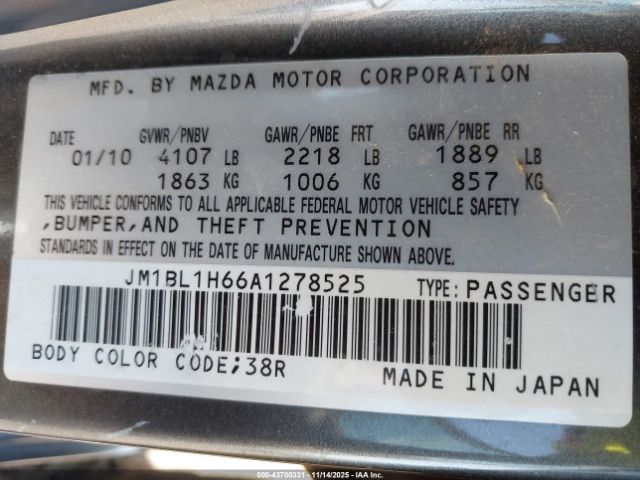 MFD. BY MAZDA MOTOR CORPORATION
DATE GVWR/PNBV GAWR/PNBE FRT GAWR/PNBE RR
01/10 4107 LB 2218 LB 1889 LB
1863 KG 1006 KG 857 KG
THIS VEHICLE CONFORMS TO ALL APPLICABLE FEDERAL MOTOR VEHICLE SAFETY
,BUMPER,AND THEFT PREVENTION
STANDARDS IN EFFECT ON THE DATE OF MANUFACTURE SHOWN ABOVE.
JM1BL1H66A1278525 TYPE: PASSENGER
BODY COLOR CODE;38R
MADE IN JAPAN
000-43700331 - 11/14/2025 - IAAI.COM